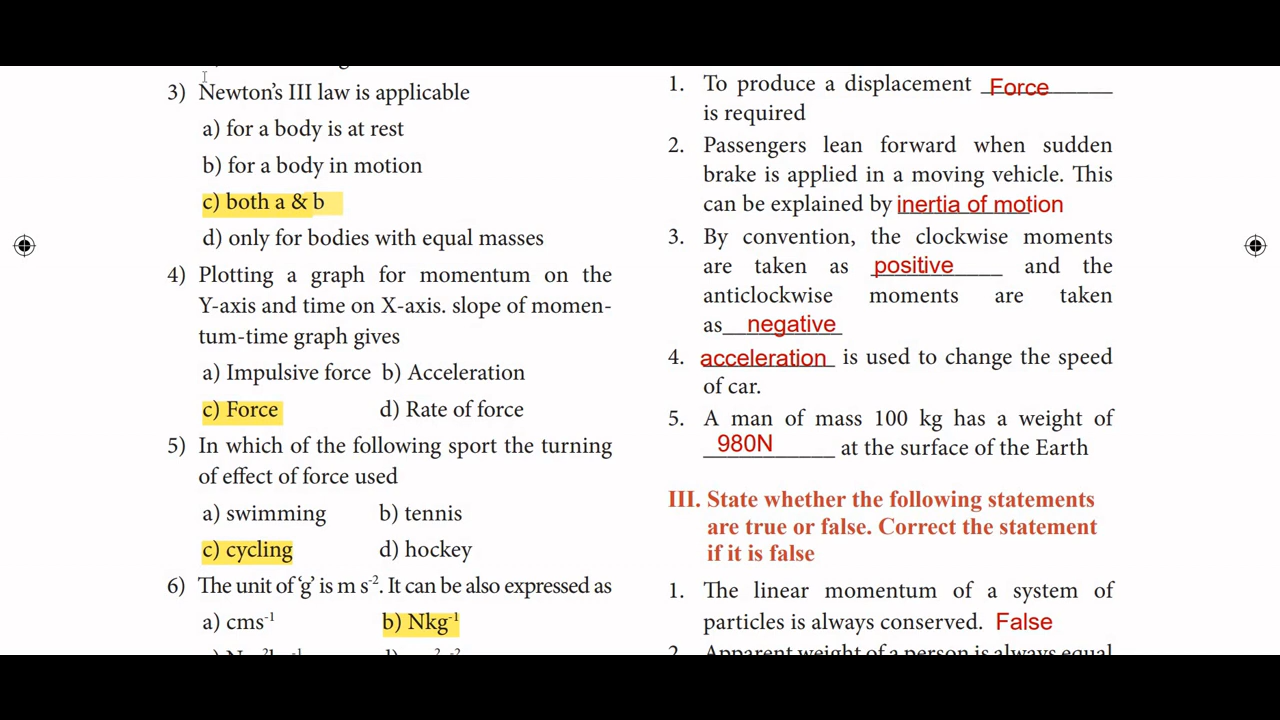 3) Newton's III law is applicable
a) for a body is at rest
b) for a body in motion
c) both a & b
d) only for bodies with equal masses
4) Plotting a graph for momentum on the
Y-axis and time on X-axis. slope of momen-
tum-time graph gives
a) Impulsive force b) Acceleration
c) Force d) Rate of force
5) In which of the following sport the turning
of effect of force used
a) swimming b) tennis
c) cycling d) hockey
6) The unit of 'g' is m s⁻². It can be also expressed as
a) cms⁻¹ b) Nkg⁻¹
1. To produce a displacement Force
is required
2. Passengers lean forward when sudden
brake is applied in a moving vehicle. This
can be explained by inertia of motion
3. By convention, the clockwise moments
are taken as positive and the
anticlockwise moments are taken
as negative
4. acceleration is used to change the speed
of car.
5. A man of mass 100 kg has a weight of
980N at the surface of the Earth
III. State whether the following statements
are true or false. Correct the statement
if it is false
1. The linear momentum of a system of
particles is always conserved. False
2. Apparent weight of a person is always equal